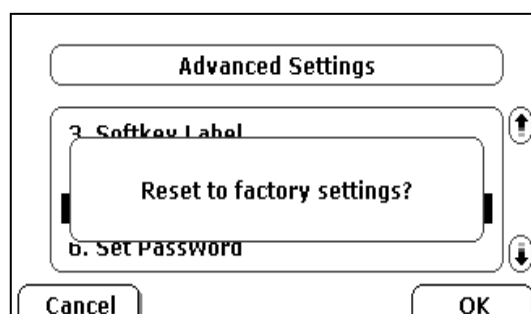 Advanced Settings
3. Softkey Label
Reset to factory settings?
6. Set Password
Cancel
OK